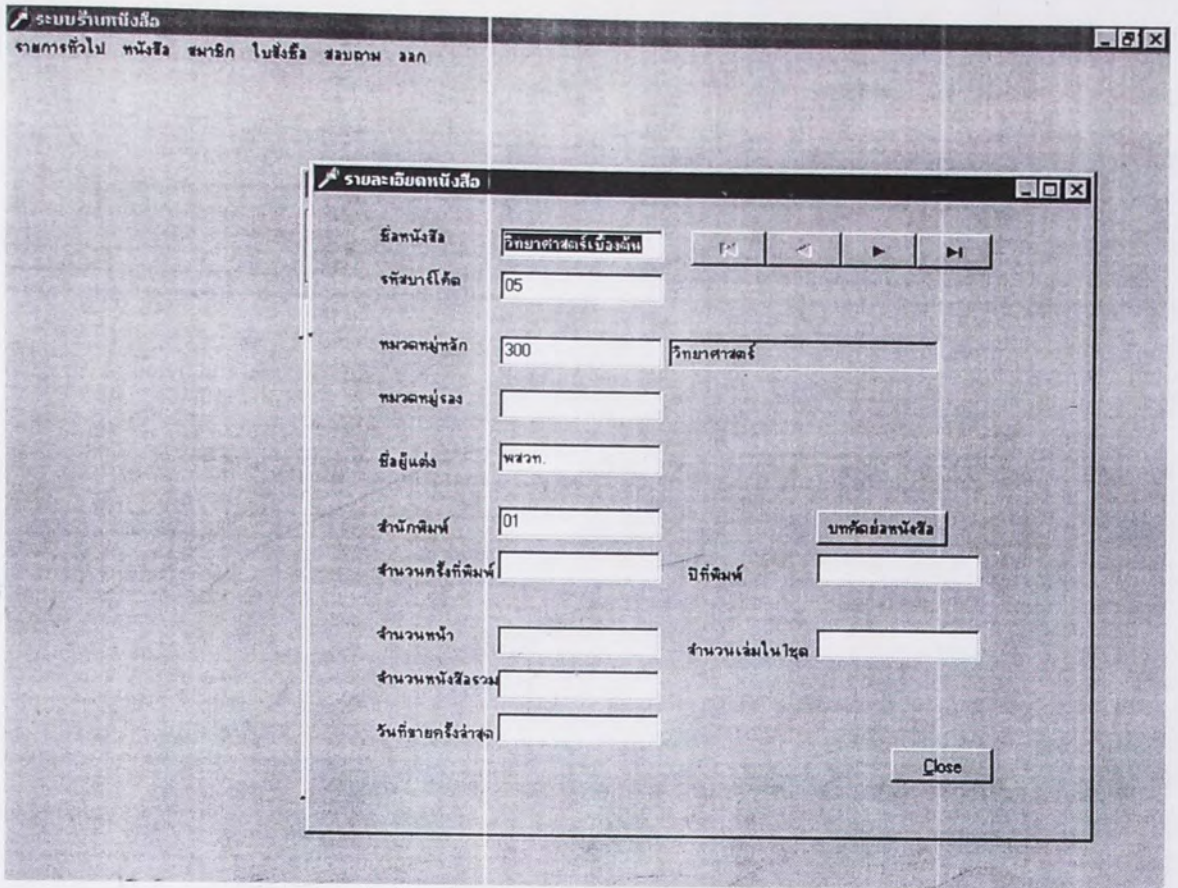 ระบบร้านหนังสือ
รายการทั่วไป หนังสือ สมาชิก ใบสั่งซื้อ สอบถาม ออก
รายละเอียดหนังสือ
ชื่อหนังสือ วิทยาศาสตร์เบื้องต้น
รหัสบาร์โค้ด 05
หมวดหมู่หลัก 300 วิทยาศาสตร์
หมวดหมู่รอง
ชื่อผู้แต่ง พสวท.
สำนักพิมพ์ 01 บทคัดย่อหนังสือ
จำนวนครั้งที่พิมพ์ ปีที่พิมพ์
จำนวนหน้า จำนวนเล่มใน1ชุด
จำนวนหนังสือรวม
วันที่ขายครั้งล่าสุด
Close